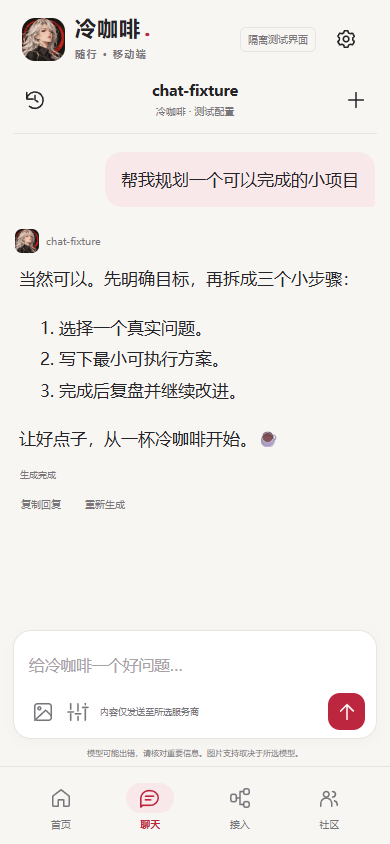 冷咖啡.
随行·移动端
隔离测试界面
chat-fixture
冷咖啡·测试配置
帮我规划一个可以完成的小项目
chat-fixture
当然可以。先明确目标，再拆成三个小步骤：
1. 选择一个真实问题。
2. 写下最小可执行方案。
3. 完成后复盘并继续改进。
让好点子，从一杯冷咖啡开始。
生成完成
复制回复 重新生成
给冷咖啡一个好问题...
内容仅发送至所选服务商
模型可能出错，请核对重要信息。图片支持取决于所选模型。
首页 聊天 接入 社区